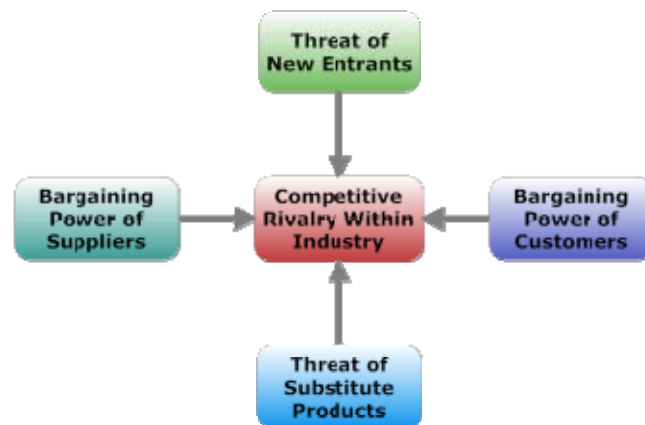 Threat of
New Entrants
Bargaining
Power of
Suppliers
Competitive
Rivalry Within
Industry
Bargaining
Power of
Customers
Threat of
Substitute
Products